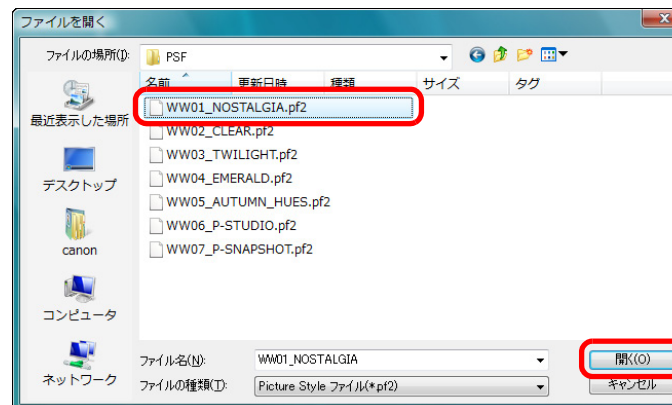 ファイルを開く
ファイルの場所(I):
PSF
名前 更新日時 種類 サイズ タグ
WW01_NOSTALGIA.pf2
WW02_CLEAR.pf2
WW03_TWILIGHT.pf2
WW04_EMERALD.pf2
WW05_AUTUMN_HUES.pf2
WW06_P-STUDIO.pf2
WW07_P-SNAPSHOT.pf2
最近表示した場所
デスクトップ
canon
コンピュータ
ネットワーク
ファイル名(N): WW01_NOSTALGIA 開く(O)
ファイルの種類(T): Picture Style ファイル(*pf2) キャンセル